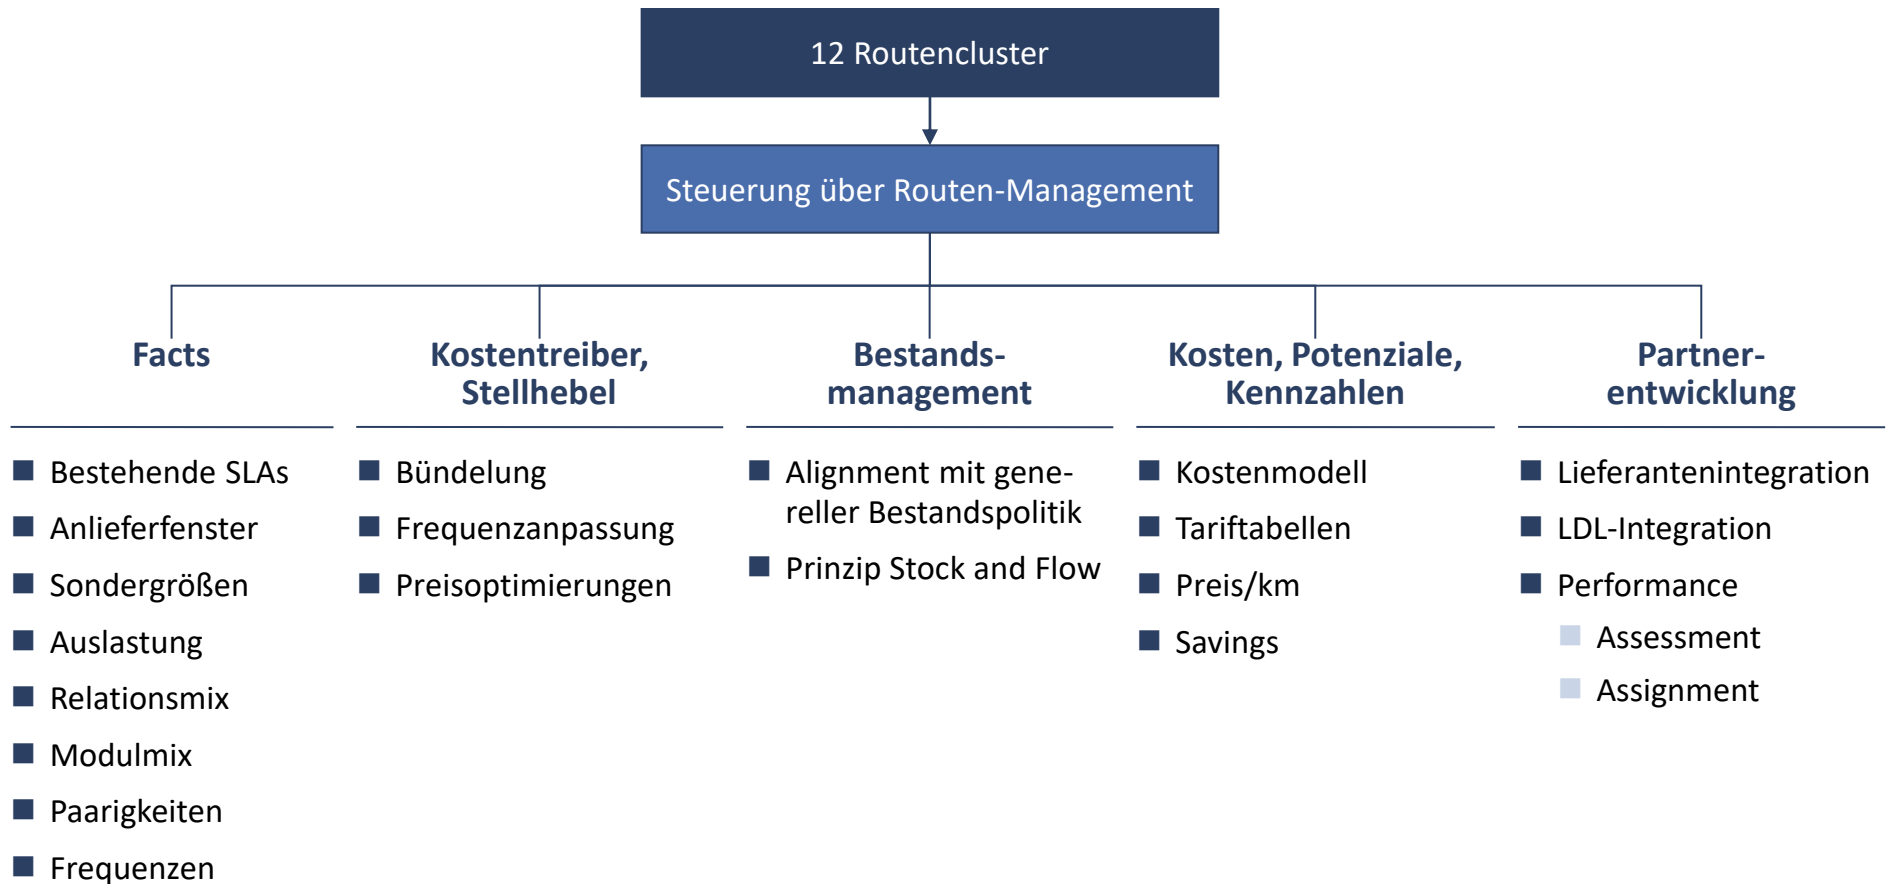 12 Routencluster
Steuerung über Routen-Management
Facts
Bestehende SLAs
Anlieferfenster
Sondergrößen
Auslastung
Relationsmix
Modulmix
Paarigkeiten
Frequenzen
Kostentreiber,
Stellhebel
Bündelung
Frequenzanpassung
Preisoptimierungen
Bestands-
management
Alignment mit gene-
reller Bestandspolitik
Prinzip Stock and Flow
Kosten, Potenziale,
Kennzahlen
Kostenmodell
Tariftabellen
Preis/km
Savings
Partner-
entwicklung
Lieferantenintegration
LDL-Integration
Performance
Assessment
Assignment